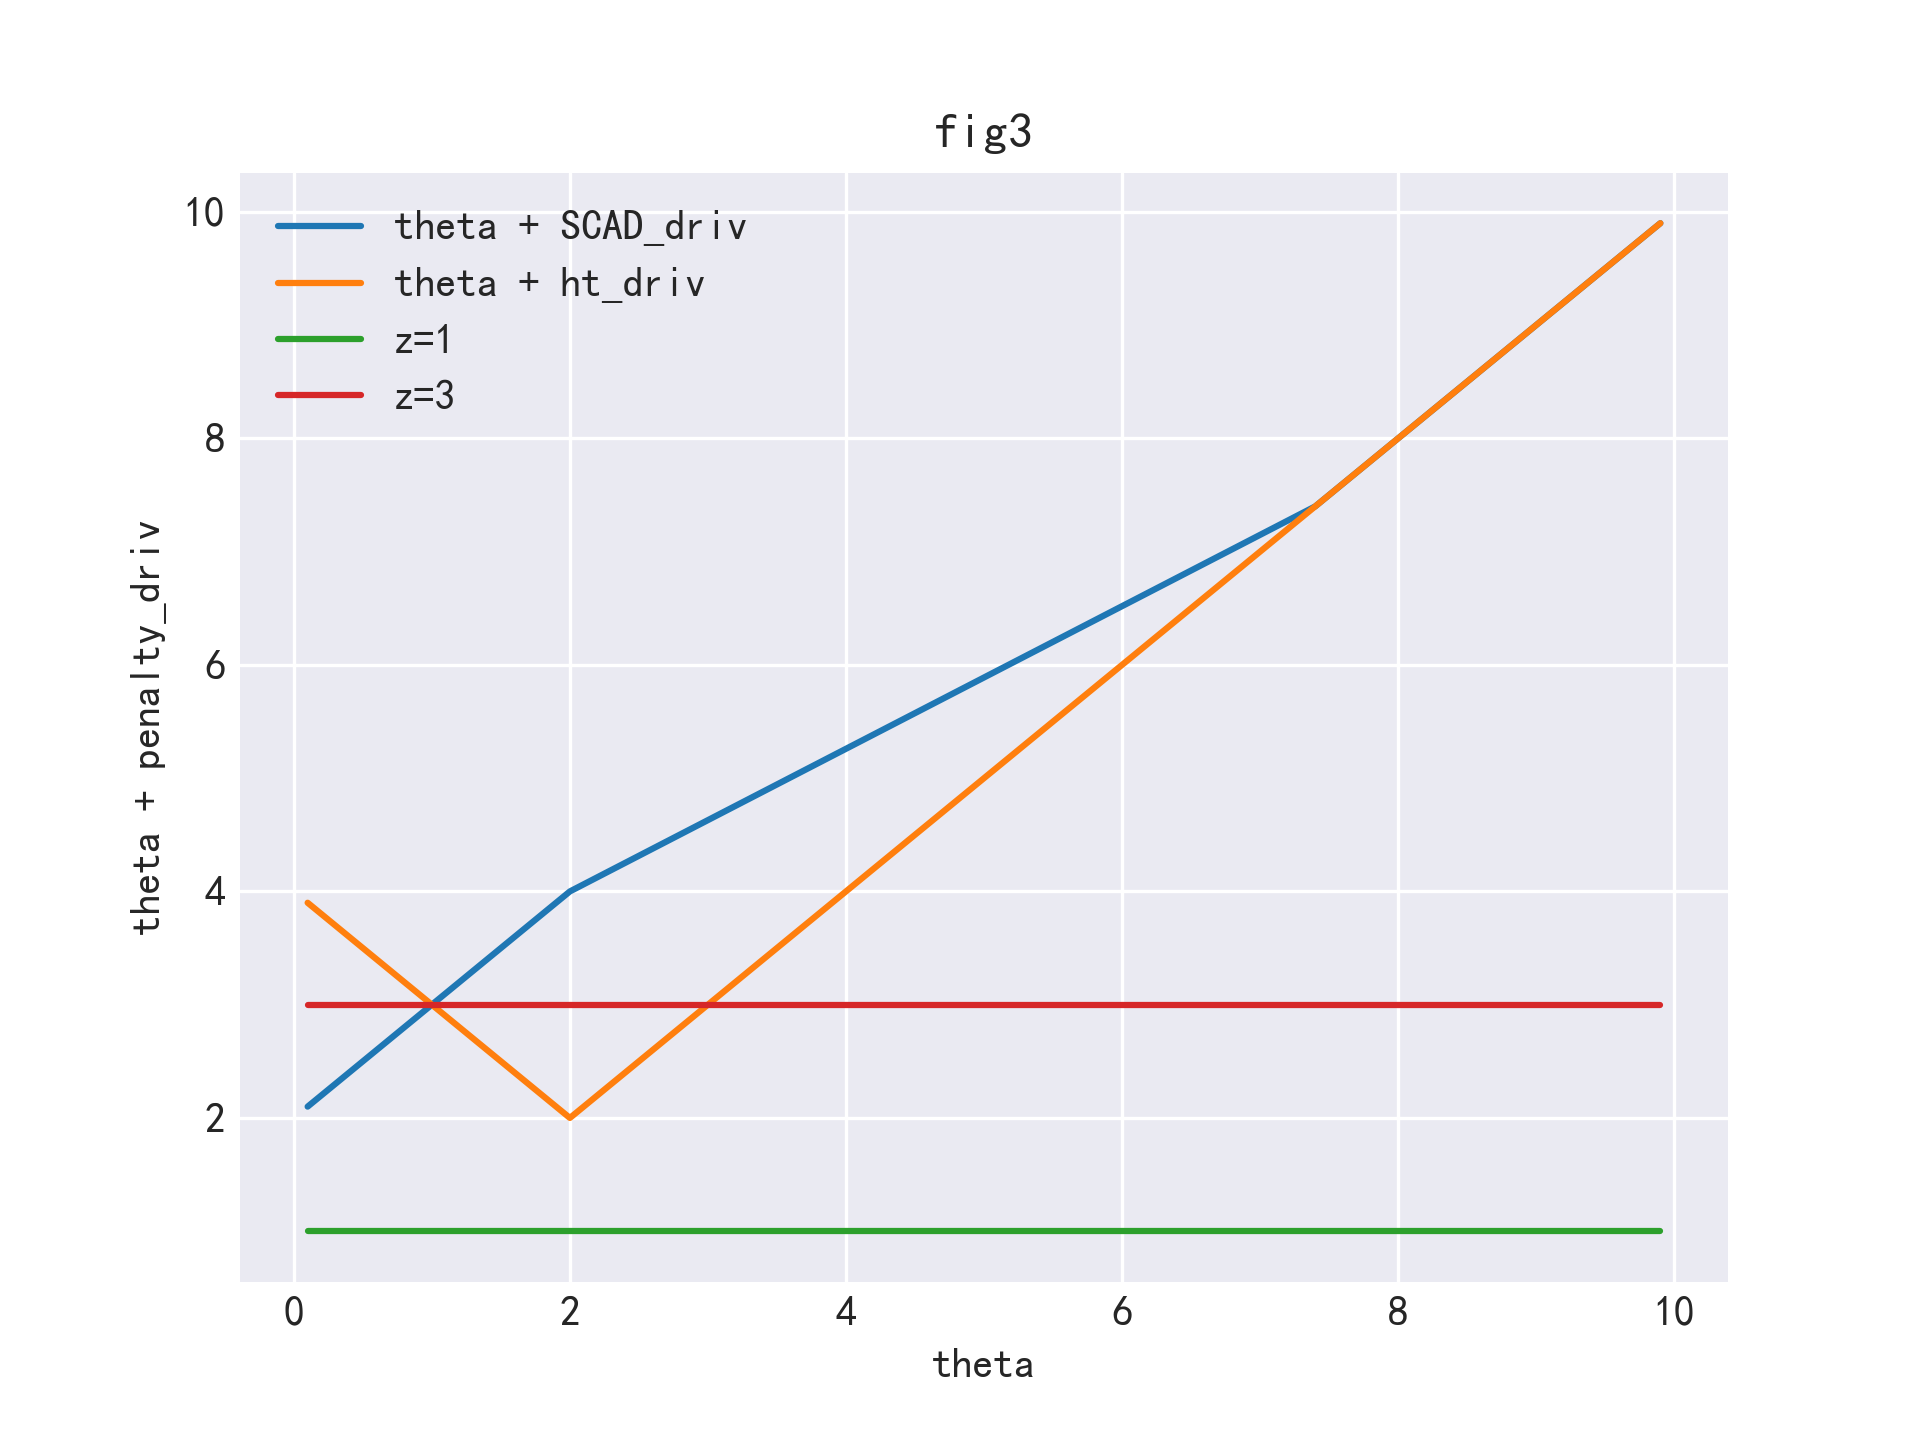 fig3
10
8
6
4
2
theta + SCAD_driv
theta + ht_driv
z=1
z=3
theta + penalty_driv
0 2 4 6 8 10
theta